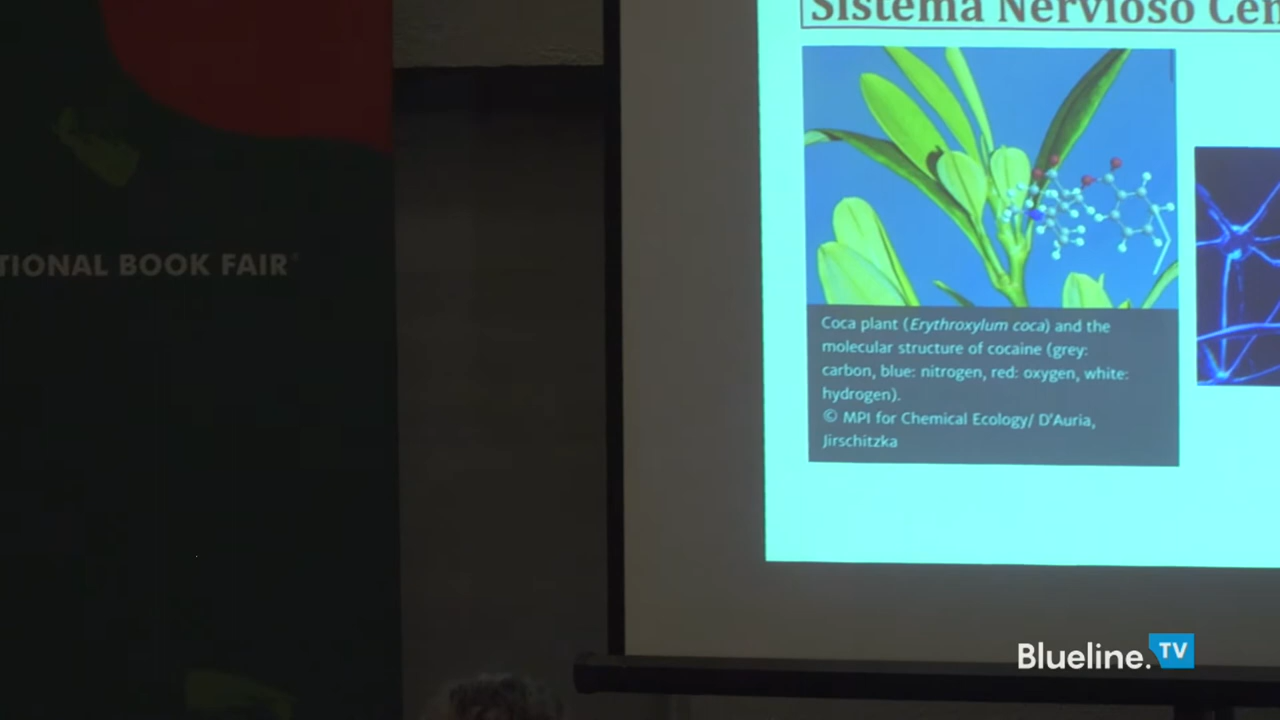 Sistema Nervioso Cen
TIONAL BOOK FAIR
Coca plant (Erythroxylum coca) and the
molecular structure of cocaine (grey:
carbon, blue: nitrogen, red: oxygen, white:
hydrogen).
© MPI for Chemical Ecology/ D'Auria,
Jirschitzka
Blueline.TV